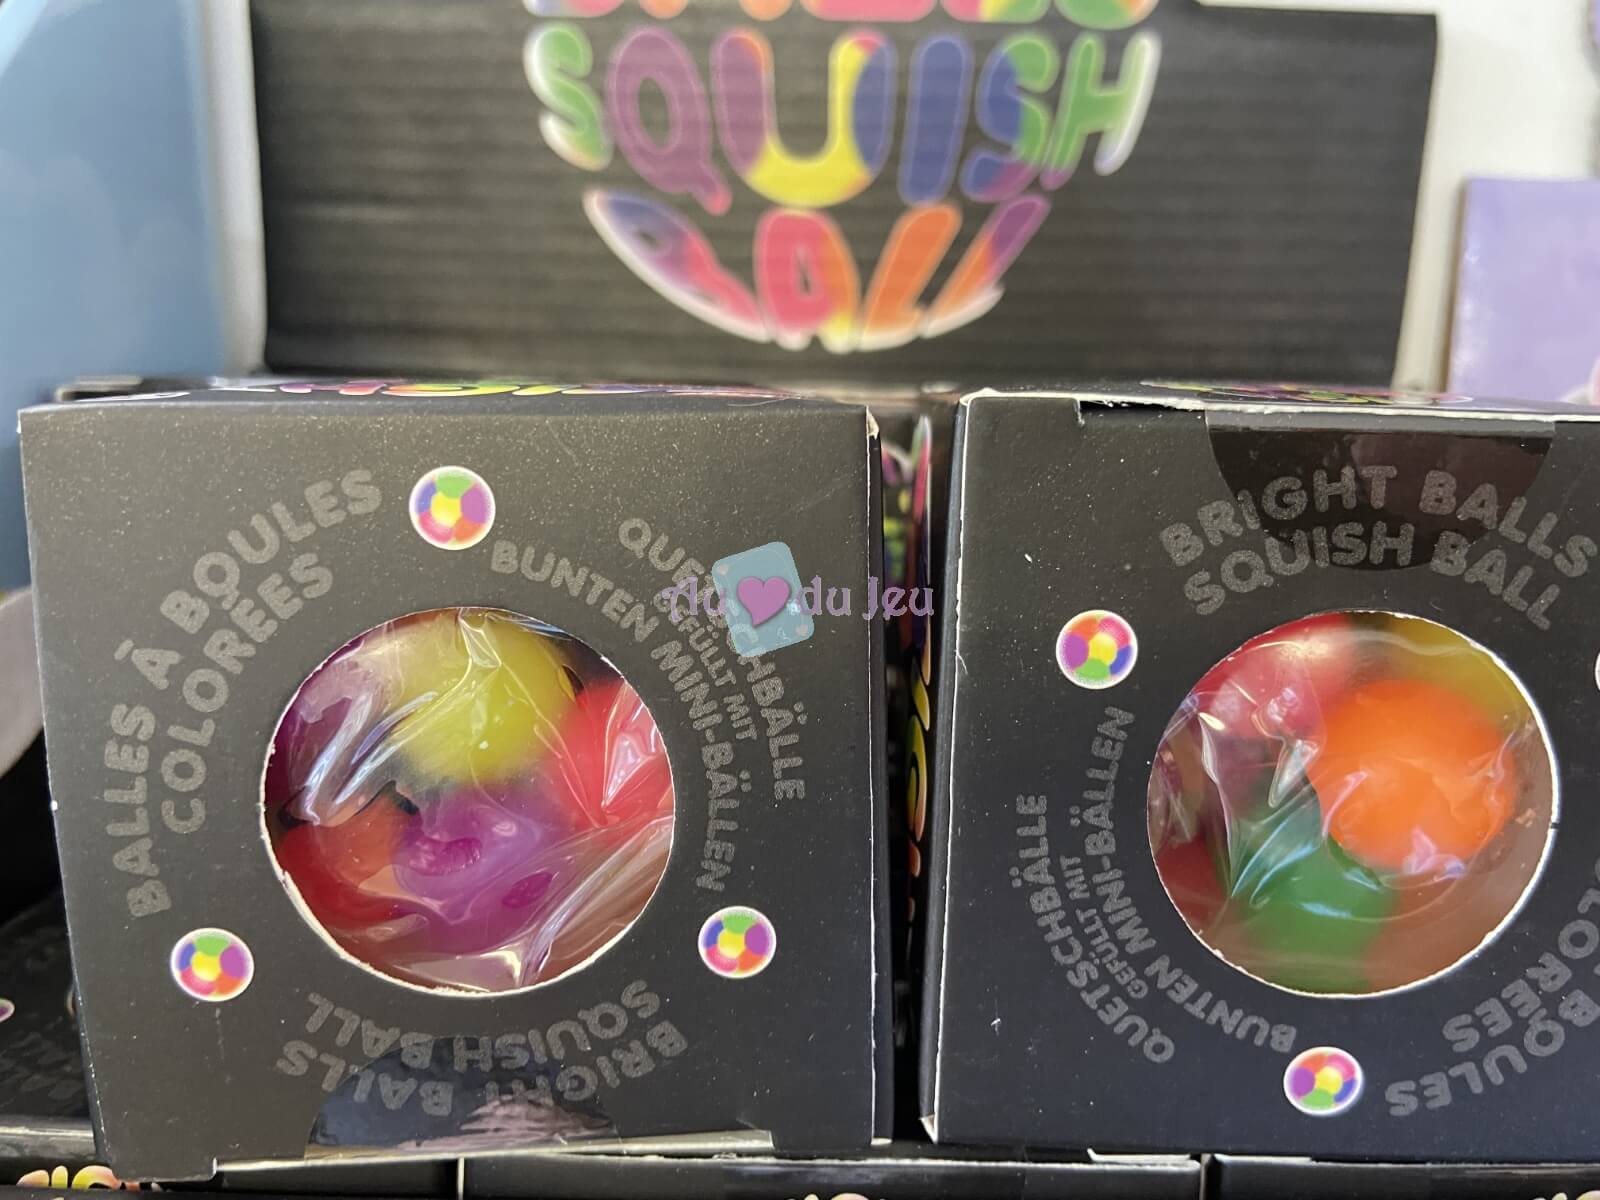 SQUISH
BALL
BALLES À BOULES
COLORÉES
QUETSCHBÄLLE
GEFÜLLT MIT
BUNTEN MINI-BÄLLEN
BRIGHT BALLS
SQUISH BALL
Au du Jeu
BRIGHT BALLS
SQUISH BALL
QUETSCHBÄLLE
GEFÜLLT MIT
BUNTEN MINI-BÄLLEN
BOULES